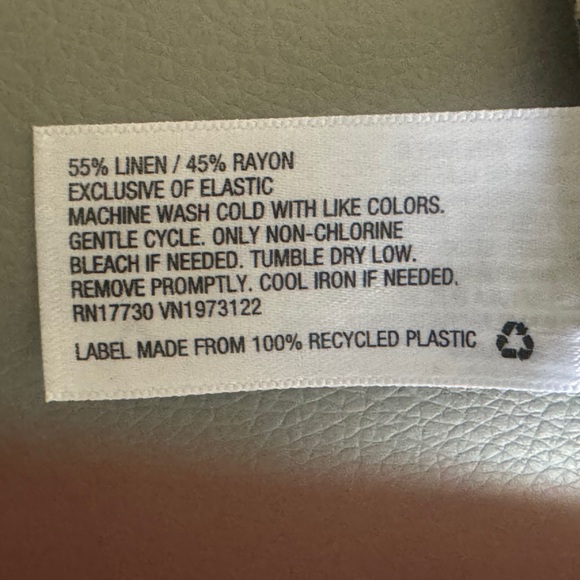 55% LINEN / 45% RAYON
EXCLUSIVE OF ELASTIC
MACHINE WASH COLD WITH LIKE COLORS.
GENTLE CYCLE. ONLY NON-CHLORINE
BLEACH IF NEEDED. TUMBLE DRY LOW.
REMOVE PROMPTLY. COOL IRON IF NEEDED.
RN17730 VN1973122
LABEL MADE FROM 100% RECYCLED PLASTIC